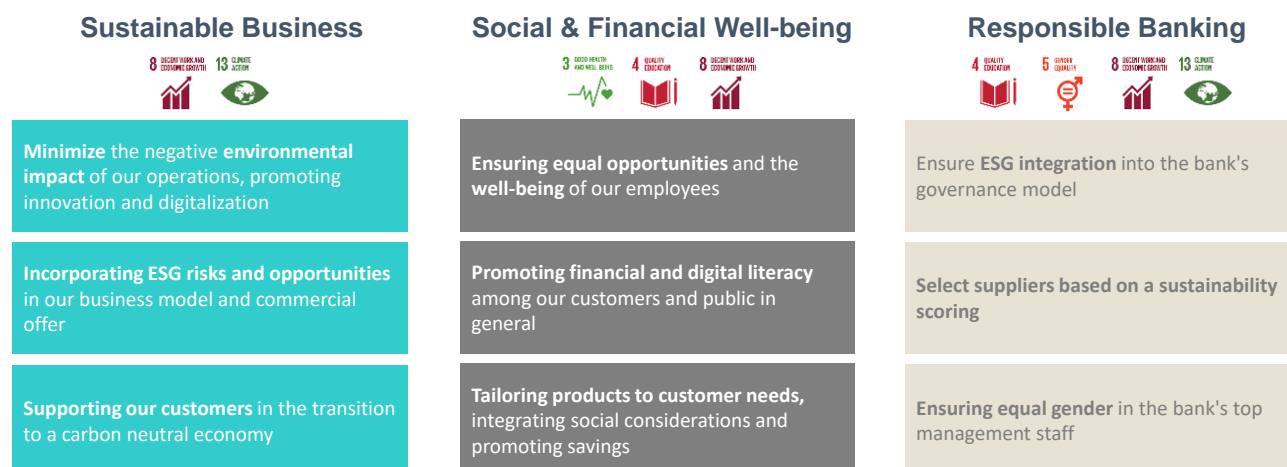 Sustainable Business
8 DECENT WORK AND
ECONOMIC GROWTH
13 CLIMATE
ACTION
Minimize the negative environmental
impact of our operations, promoting
innovation and digitalization
Incorporating ESG risks and opportunities
in our business model and commercial
offer
Supporting our customers in the transition
to a carbon neutral economy
Social & Financial Well-being
3 GOOD HEALTH
AND WELL BEING
4 QUALITY
EDUCATION
8 DECENT WORK AND
ECONOMIC GROWTH
Ensuring equal opportunities and the
well-being of our employees
Promoting financial and digital literacy
among our customers and public in
general
Tailoring products to customer needs,
integrating social considerations and
promoting savings
Responsible Banking
4 QUALITY
EDUCATION
5 GENDER
EQUALITY
8 DECENT WORK AND
ECONOMIC GROWTH
13 CLIMATE
ACTION
Ensure ESG integration into the bank's
governance model
Select suppliers based on a sustainability
scoring
Ensuring equal gender in the bank's top
management staff